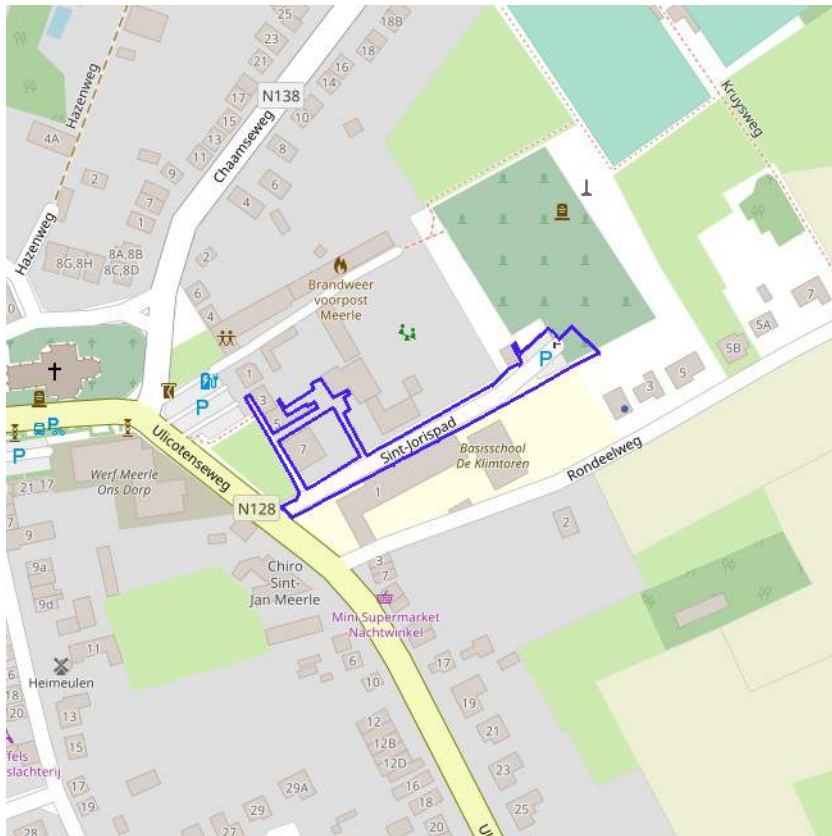 25
23
21
17
15
13
11
9
18B
18
16
14
10
8
6
4
N138
Chaamseweg
Hazenweg
4A
2
7
1
Hazenweg
8G,8H
8A,8B
8C,8D
2
6
4
Kruysweg
Brandweer
voorpost
Meerle
1
3
5
7
P
P
P
P
Ulicotenseweg
N128
Werf Meerle
Ons Dorp
21
17
Sint-Jorispad
1
Basisschool
De Klimtoren
Rondeelweg
3
5
5B
5A
7
2
9
9a
9d
11
Heimeulen
13
15
17
19
18
16
20
ffels
slachterij
28
Chiro
Sint-
Jan Meerle
3
7
Mini Supermarket
Nachtwinkel
6
10
12
12B
12D
16
18
20
17
19
21
23
25
29A
29
27